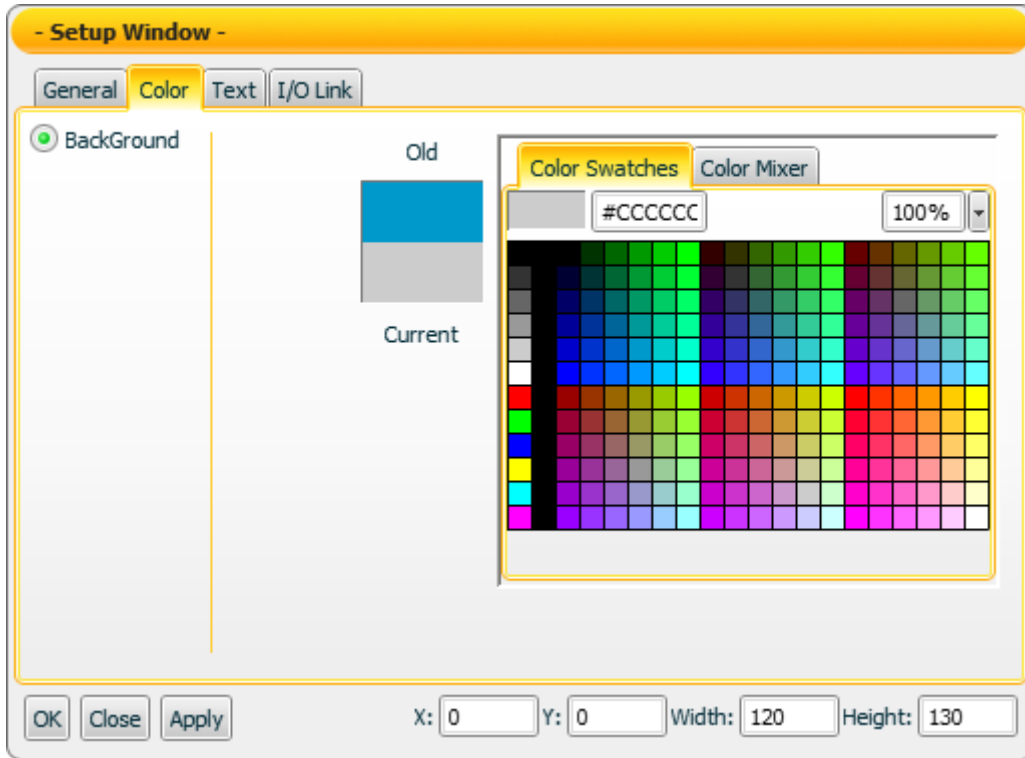 - Setup Window -
General Color Text I/O Link
BackGround
Old
Current
Color Swatches Color Mixer
#CCCCCC 100%
OK Close Apply X: 0 Y: 0 Width: 120 Height: 130